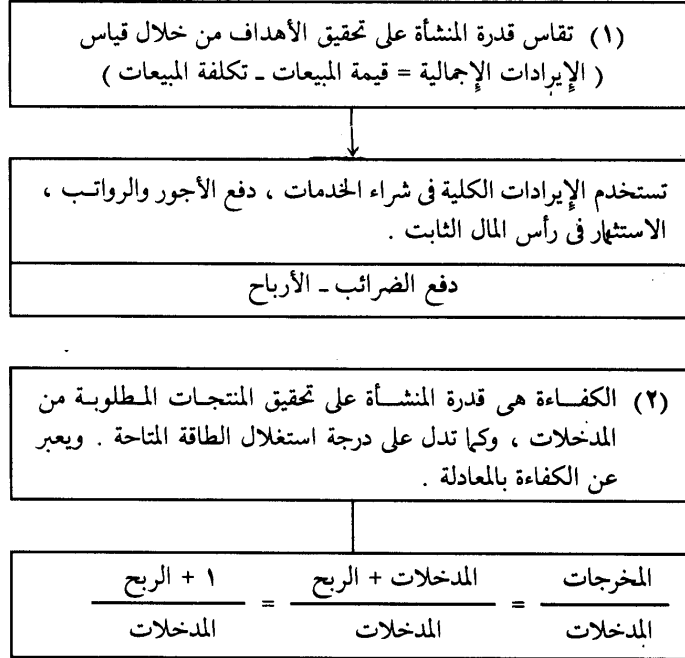 (١) تقاس قدرة المنشأة على تحقيق الأهداف من خلال قياس
( الإيرادات الإجمالية = قيمة المبيعات ـ تكلفة المبيعات )
تستخدم الإيرادات الكلية فى شراء الخدمات ، دفع الأجور والرواتب ،
الاستثمار فى رأس المال الثابت .
دفع الضرائب ـ الأرباح
(٢) الكفاءة هى قدرة المنشأة على تحقيق المنتجات المطلوبة من
المدخلات ، وكما تدل على درجة استغلال الطاقة المتاحة . ويعبر
عن الكفاءة بالمعادلة .
المخرجات = المدخلات + الربح = ١ + الربح
المدخلات المدخلات المدخلات